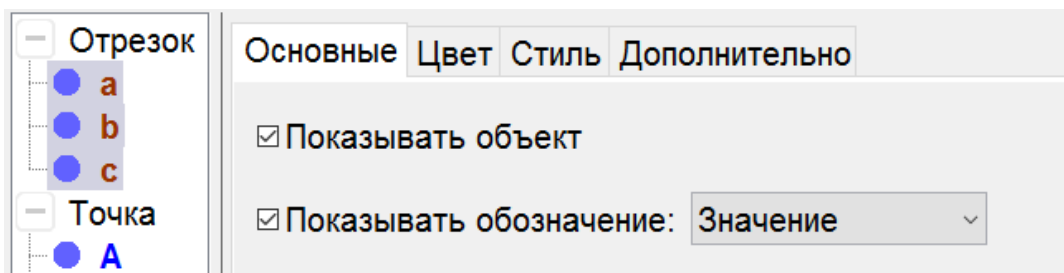 Отрезок
a
b
c
Точка
A
Основные Цвет Стиль Дополнительно
Показывать объект
Показывать обозначение: Значение